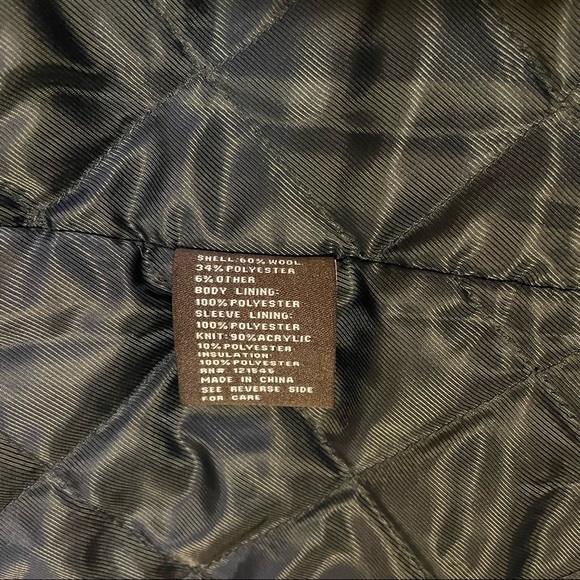 SHELL: 60% WOOL
34% POLYESTER
6% OTHER
BODY LINING:
100% POLYESTER
SLEEVE LINING:
100% POLYESTER
KNIT: 90% ACRYLIC
10% POLYESTER
INSULATION:
100% POLYESTER
RN#: 121545
MADE IN CHINA
SEE REVERSE SIDE
FOR CARE